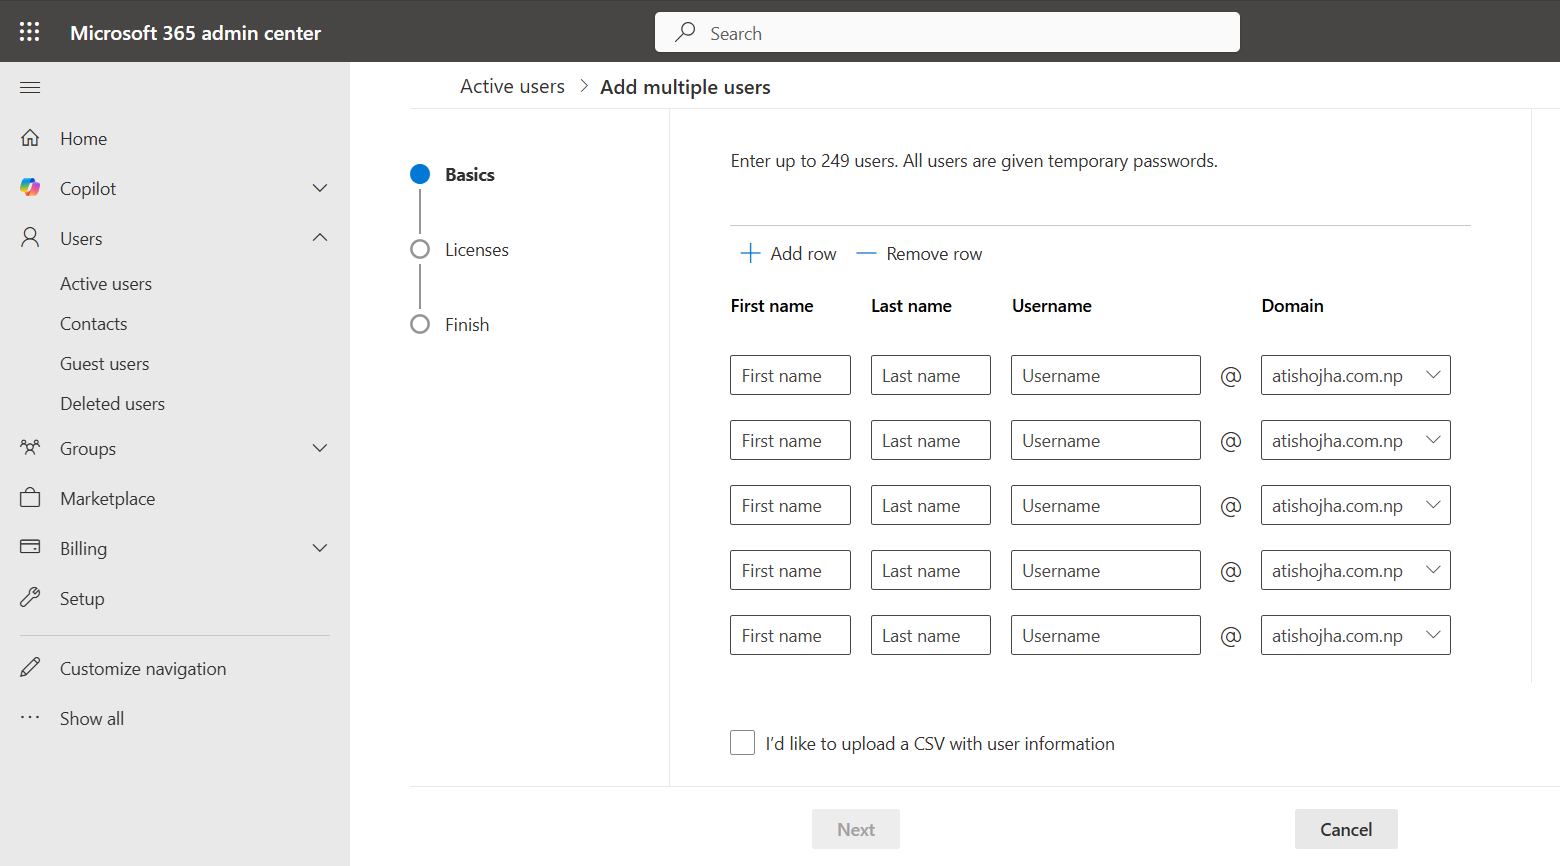 Microsoft 365 admin center
Search
Home
Copilot
Users
Active users
Contacts
Guest users
Deleted users
Groups
Marketplace
Billing
Setup
Customize navigation
Show all
Active users > Add multiple users
Basics
Licenses
Finish
Enter up to 249 users. All users are given temporary passwords.
Add row Remove row
First name Last name Username Domain
First name Last name Username @ atishojha.com.np
First name Last name Username @ atishojha.com.np
First name Last name Username @ atishojha.com.np
First name Last name Username @ atishojha.com.np
First name Last name Username @ atishojha.com.np
I'd like to upload a CSV with user information
Next Cancel